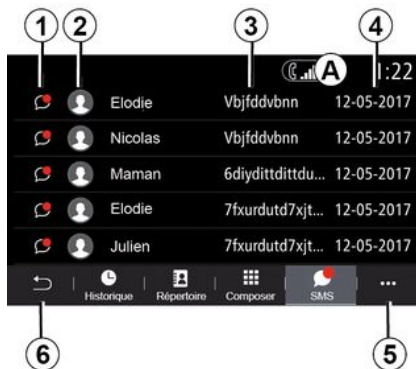 1 2 3 4
A 1:22
Elodie Vbjfddvbnn 12-05-2017
Nicolas Vbjfddvbnn 12-05-2017
Maman 6diydittdittdu... 12-05-2017
Elodie 7fxurdutd7xjt... 12-05-2017
Julien 7fxurdutd7xjt... 12-05-2017
Historique Répertoire Composer SMS ...
6 5